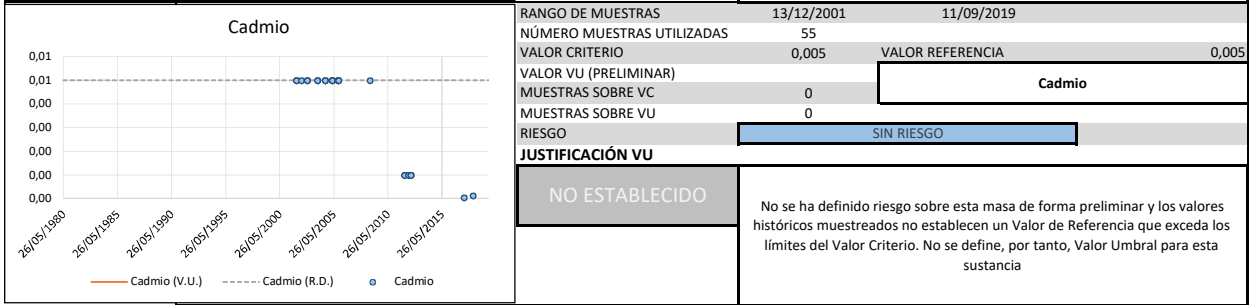 Cadmio
0,01
0,01
0,00
0,00
0,00
0,00
0,00
26/05/1980
26/05/1985
26/05/1990
26/05/1995
26/05/2000
26/05/2005
26/05/2010
26/05/2015
Cadmio (V.U.) Cadmio (R.D.) Cadmio
RANGO DE MUESTRAS 13/12/2001 11/09/2019
NÚMERO MUESTRAS UTILIZADAS 55
VALOR CRITERIO 0,005 VALOR REFERENCIA 0,005
VALOR VU (PRELIMINAR)
Cadmio
MUESTRAS SOBRE VC 0
MUESTRAS SOBRE VU 0
RIESGO SIN RIESGO
JUSTIFICACIÓN VU
NO ESTABLECIDO
No se ha definido riesgo sobre esta masa de forma preliminar y los valores
históricos muestreados no establecen un Valor de Referencia que exceda los
límites del Valor Criterio. No se define, por tanto, Valor Umbral para esta
sustancia